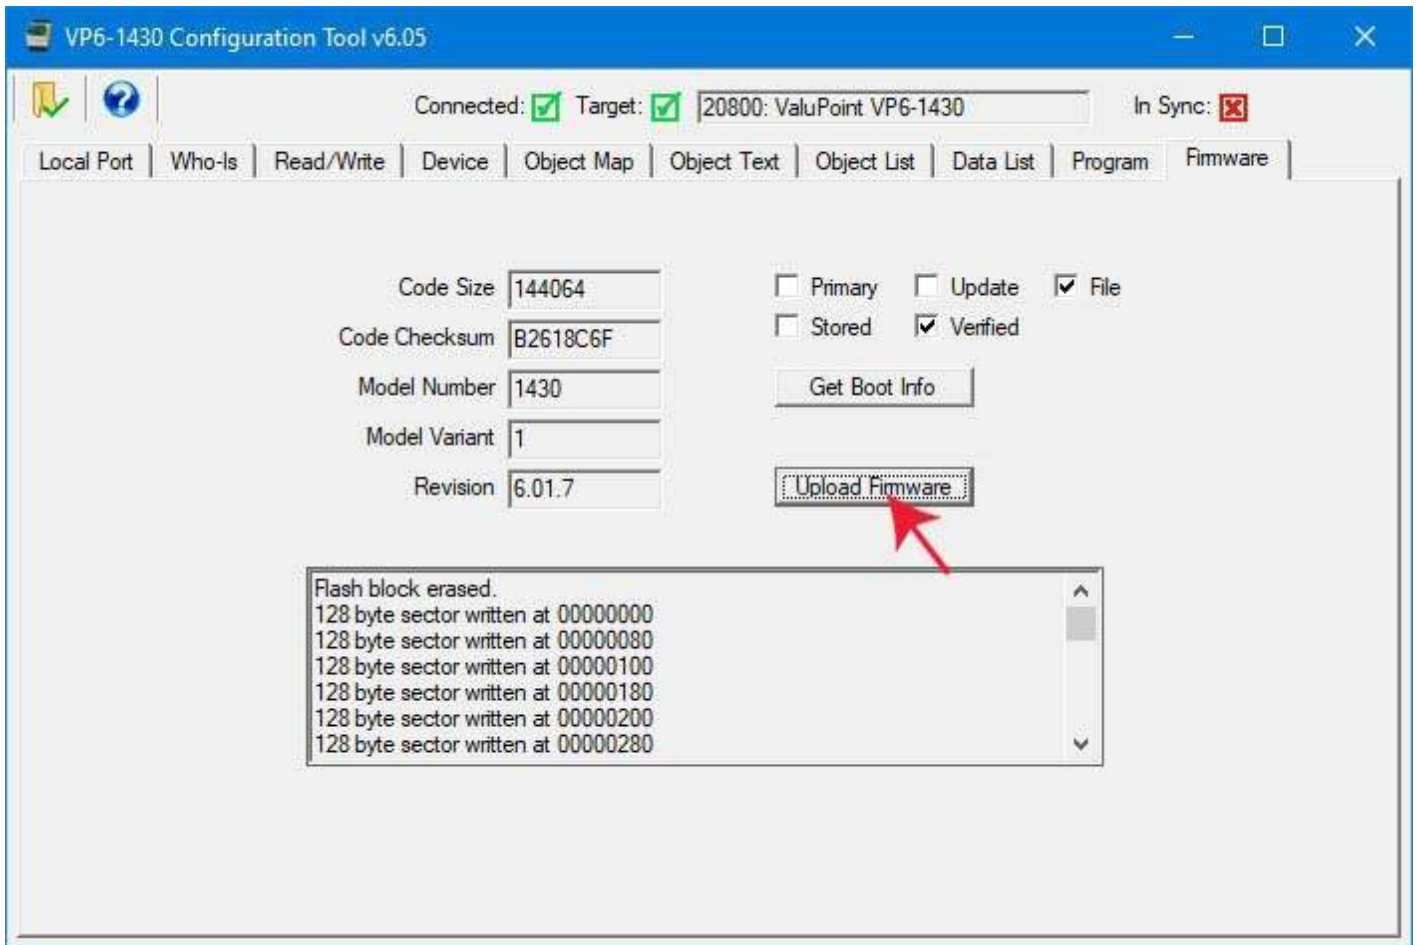 VP6-1430 Configuration Tool v6.05
Connected: Target: 20800: ValuPoint VP6-1430 In Sync:
Local Port Who-Is Read/Write Device Object Map Object Text Object List Data List Program Firmware
Code Size 144064 Primary Update File
Code Checksum B2618C6F Stored Verified
Model Number 1430 Get Boot Info
Model Variant 1
Revision 6.01.7 Upload Firmware
Flash block erased.
128 byte sector written at 00000000
128 byte sector written at 00000080
128 byte sector written at 00000100
128 byte sector written at 00000180
128 byte sector written at 00000200
128 byte sector written at 00000280